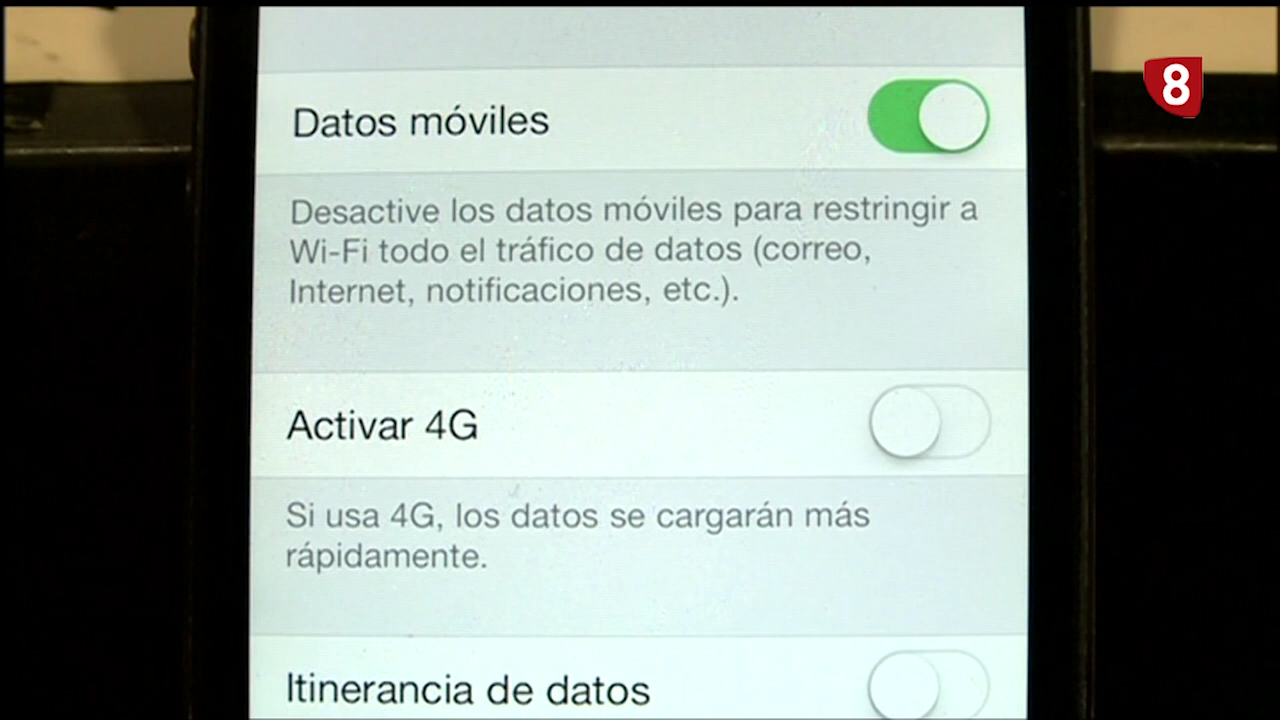 8
Datos móviles
Desactive los datos móviles para restringir a
Wi-Fi todo el tráfico de datos (correo,
Internet, notificaciones, etc.).
Activar 4G
Si usa 4G, los datos se cargarán más
rápidamente.
Itinerancia de datos